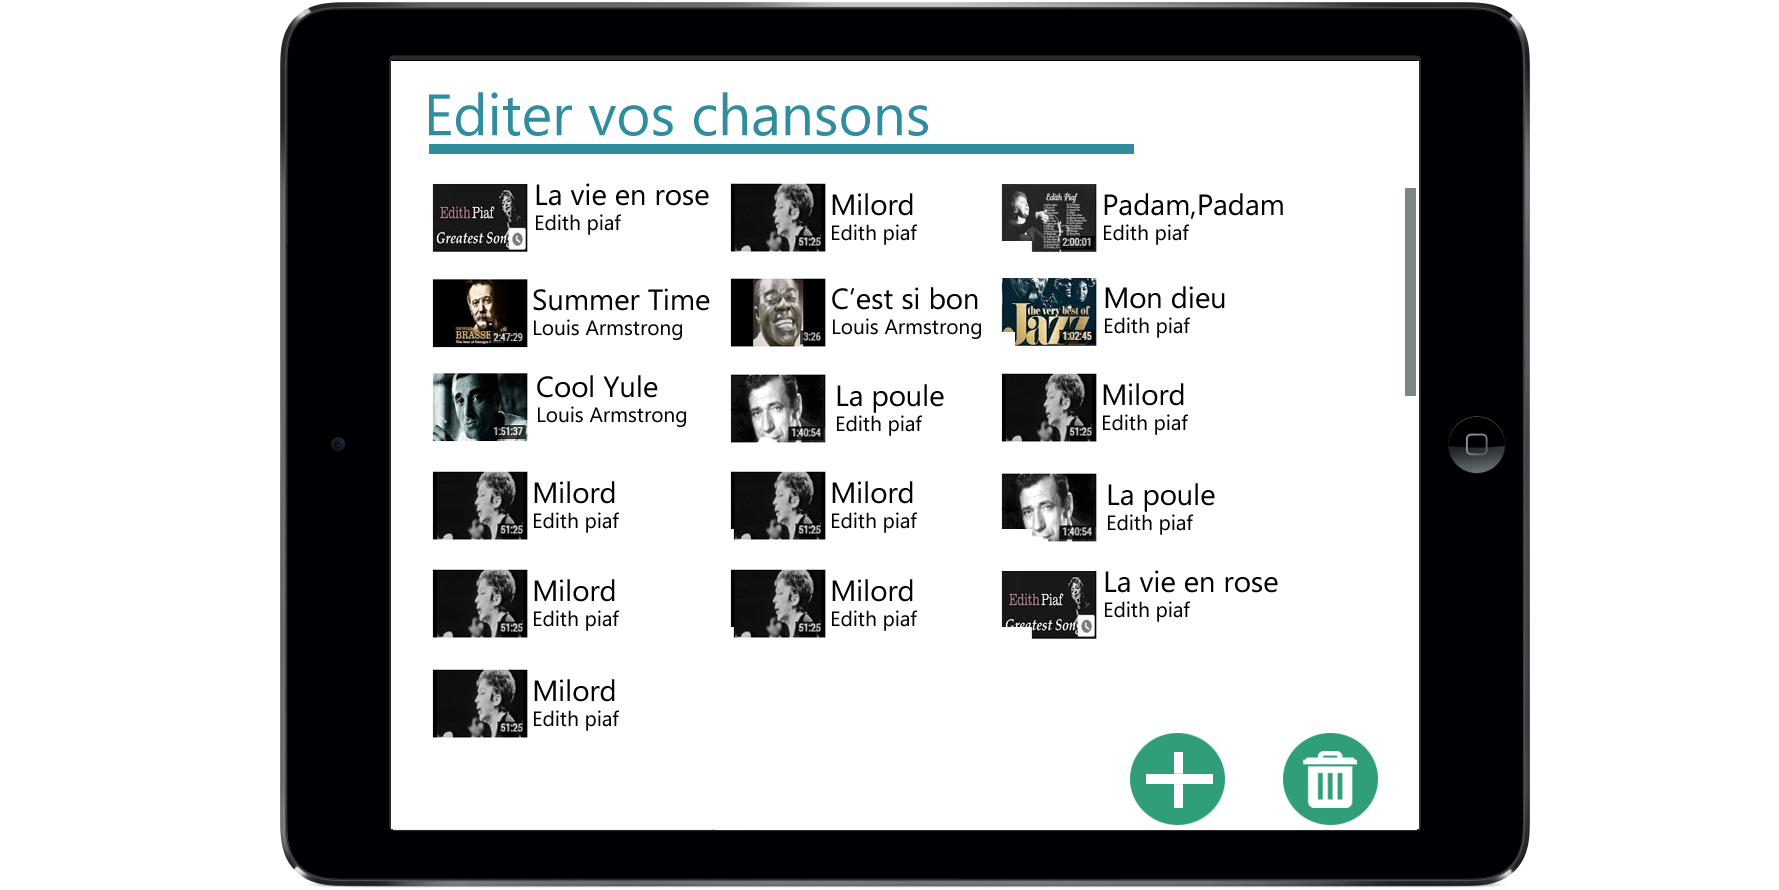 Editer vos chansons
Edith Piaf
Greatest Son
La vie en rose
Edith piaf
51:25
Milord
Edith piaf
Edith Piaf
2:00:01
Padam,Padam
Edith piaf
BRASSE
2:47:29
Summer Time
Louis Armstrong
3:26
C’est si bon
Louis Armstrong
the very best of
Jazz
1:02:45
Mon dieu
Edith piaf
1:51:37
Cool Yule
Louis Armstrong
1:40:54
La poule
Edith piaf
51:25
Milord
Edith piaf
51:25
Milord
Edith piaf
51:25
Milord
Edith piaf
1:40:54
La poule
Edith piaf
51:25
Milord
Edith piaf
51:25
Milord
Edith piaf
Edith Piaf
Greatest Son
La vie en rose
Edith piaf
51:25
Milord
Edith piaf